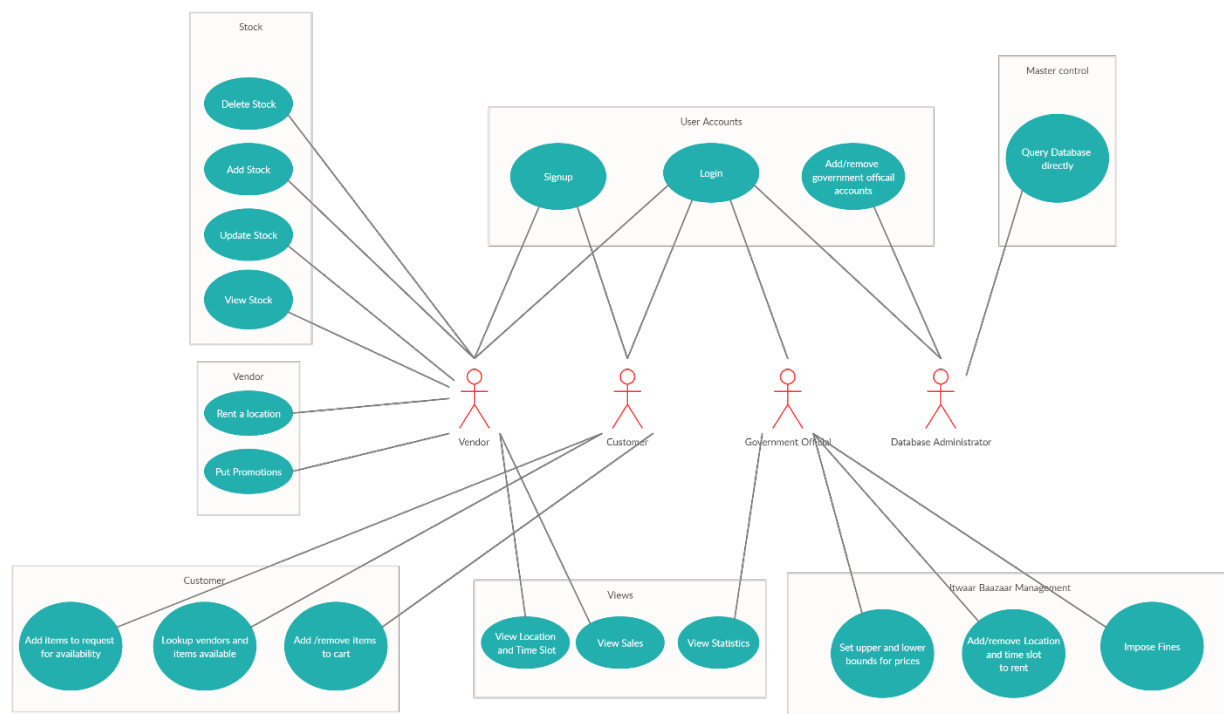 Stock
Delete Stock
Add Stock
Update Stock
View Stock
User Accounts
Signup
Login
Add/remove
government officail
accounts
Master control
Query Database
directly
Vendor
Rent a location
Put Promotions
Vendor
Customer
Government Official
Database Administrator
Customer
Add items to request
for availability
Lookup vendors and
items available
Add /remove items
to cart
Views
View Location
and Time Slot
View Sales
View Statistics
Itwaar Baazaar Management
Set upper and lower
bounds for prices
Add/remove Location
and time slot
to rent
Impose Fines